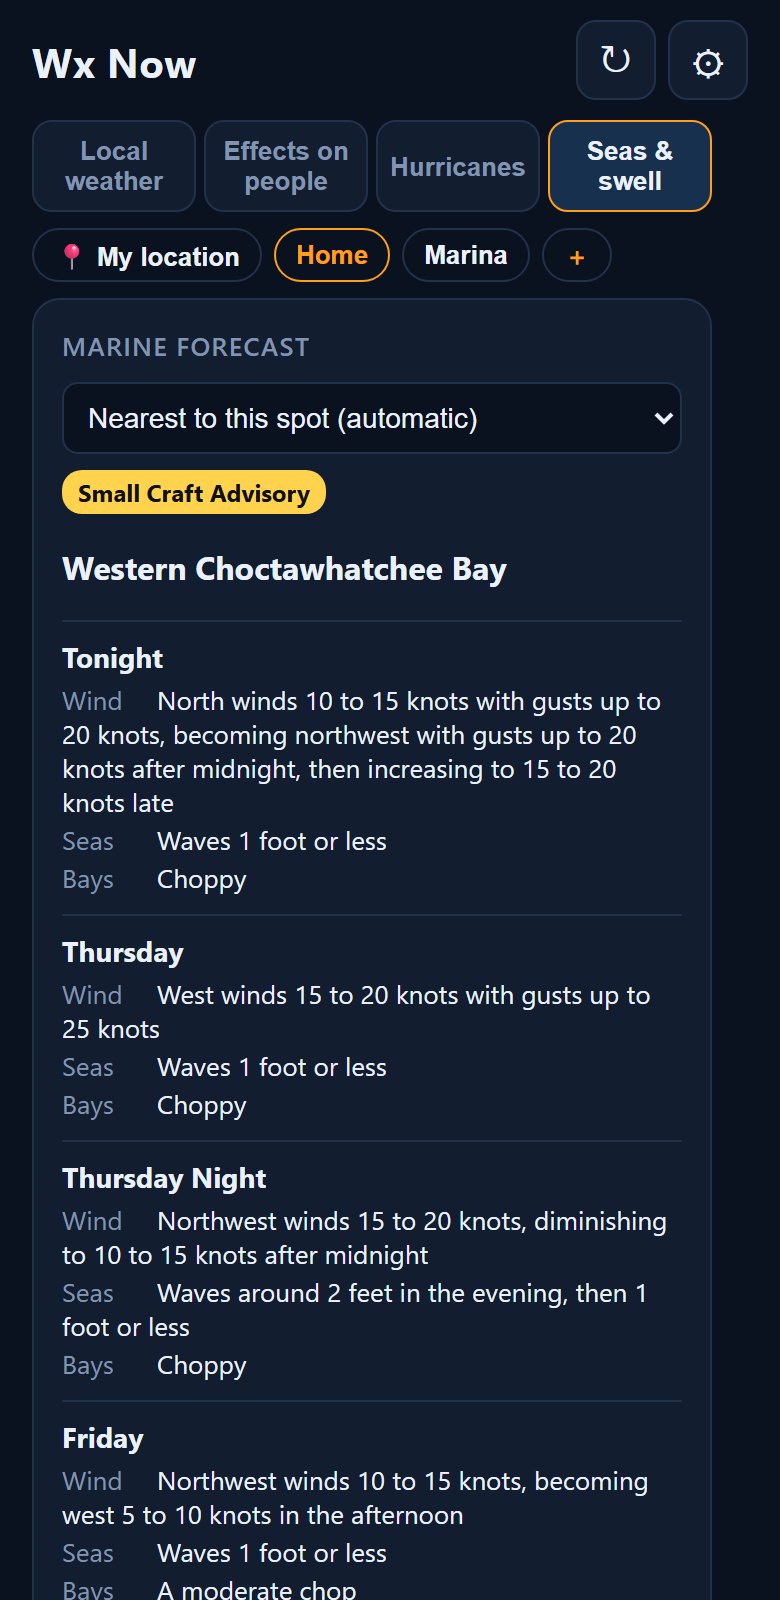 Wx Now
Local
weather
Effects on
people
Hurricanes
Seas &
swell
My location
Home
Marina
+
MARINE FORECAST
Nearest to this spot (automatic)
Small Craft Advisory
Western Choctawhatchee Bay
Tonight
Wind North winds 10 to 15 knots with gusts up to
20 knots, becoming northwest with gusts up to 20
knots after midnight, then increasing to 15 to 20
knots late
Seas Waves 1 foot or less
Bays Choppy
Thursday
Wind West winds 15 to 20 knots with gusts up to
25 knots
Seas Waves 1 foot or less
Bays Choppy
Thursday Night
Wind Northwest winds 15 to 20 knots, diminishing
to 10 to 15 knots after midnight
Seas Waves around 2 feet in the evening, then 1
foot or less
Bays Choppy
Friday
Wind Northwest winds 10 to 15 knots, becoming
west 5 to 10 knots in the afternoon
Seas Waves 1 foot or less
Bays A moderate chop